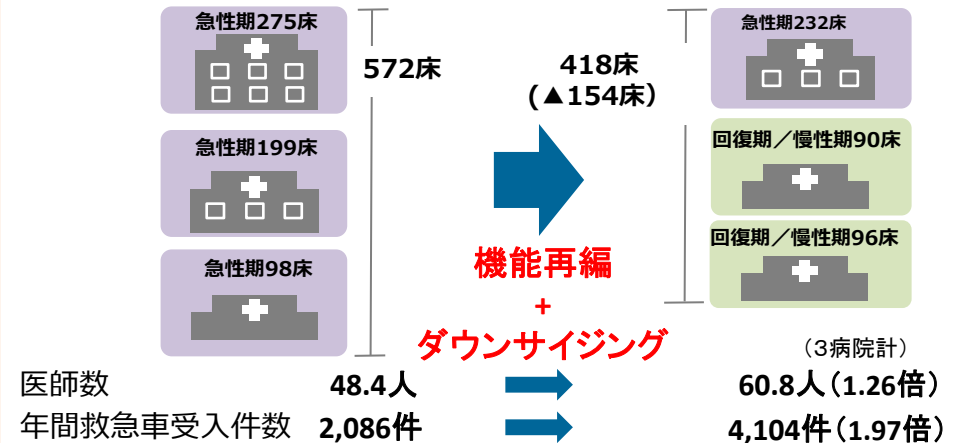 急性期275床
572床
急性期199床
急性期98床
機能再編
+
ダウンサイジング
418床
(▲154床)
急性期232床
回復期／慢性期90床
回復期／慢性期96床
（３病院計）
医師数 48.4人 60.8人（1.26倍）
年間救急車受入件数 2,086件 4,104件（1.97倍）